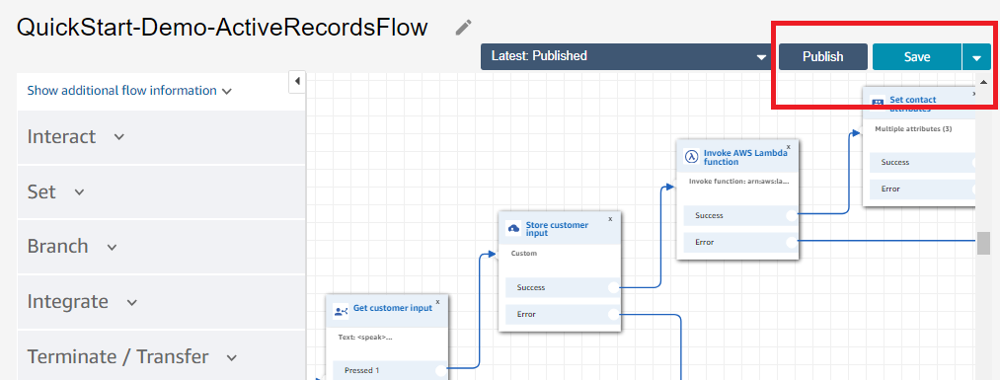 QuickStart-Demo-ActiveRecordsFlow
Latest: Published
Publish
Save
Show additional flow information
Interact
Set
Branch
Integrate
Terminate / Transfer
Set contact
attributes
x
Multiple attributes (3)
Success
Error
Invoke AWS Lambda
function
x
Invoke function: arn:aws:la...
Success
Error
Store customer
input
x
Custom
Success
Error
Get customer input
x
Text: <speak>...
Pressed 1